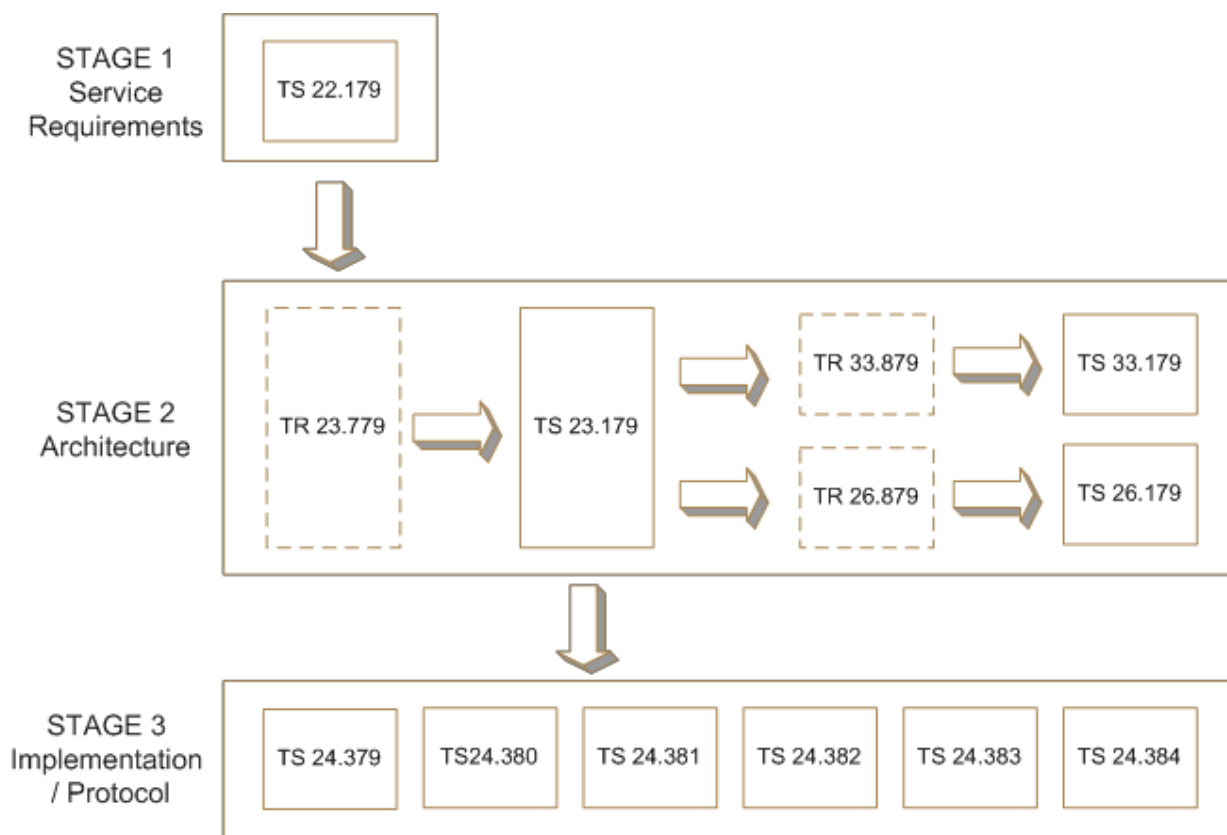 STAGE 1
Service
Requirements
TS 22.179
STAGE 2
Architecture
TR 23.779
TS 23.179
TR 33.879
TS 33.179
TR 26.879
TS 26.179
STAGE 3
Implementation
/ Protocol
TS 24.379
TS24.380
TS 24.381
TS 24.382
TS 24.383
TS 24.384